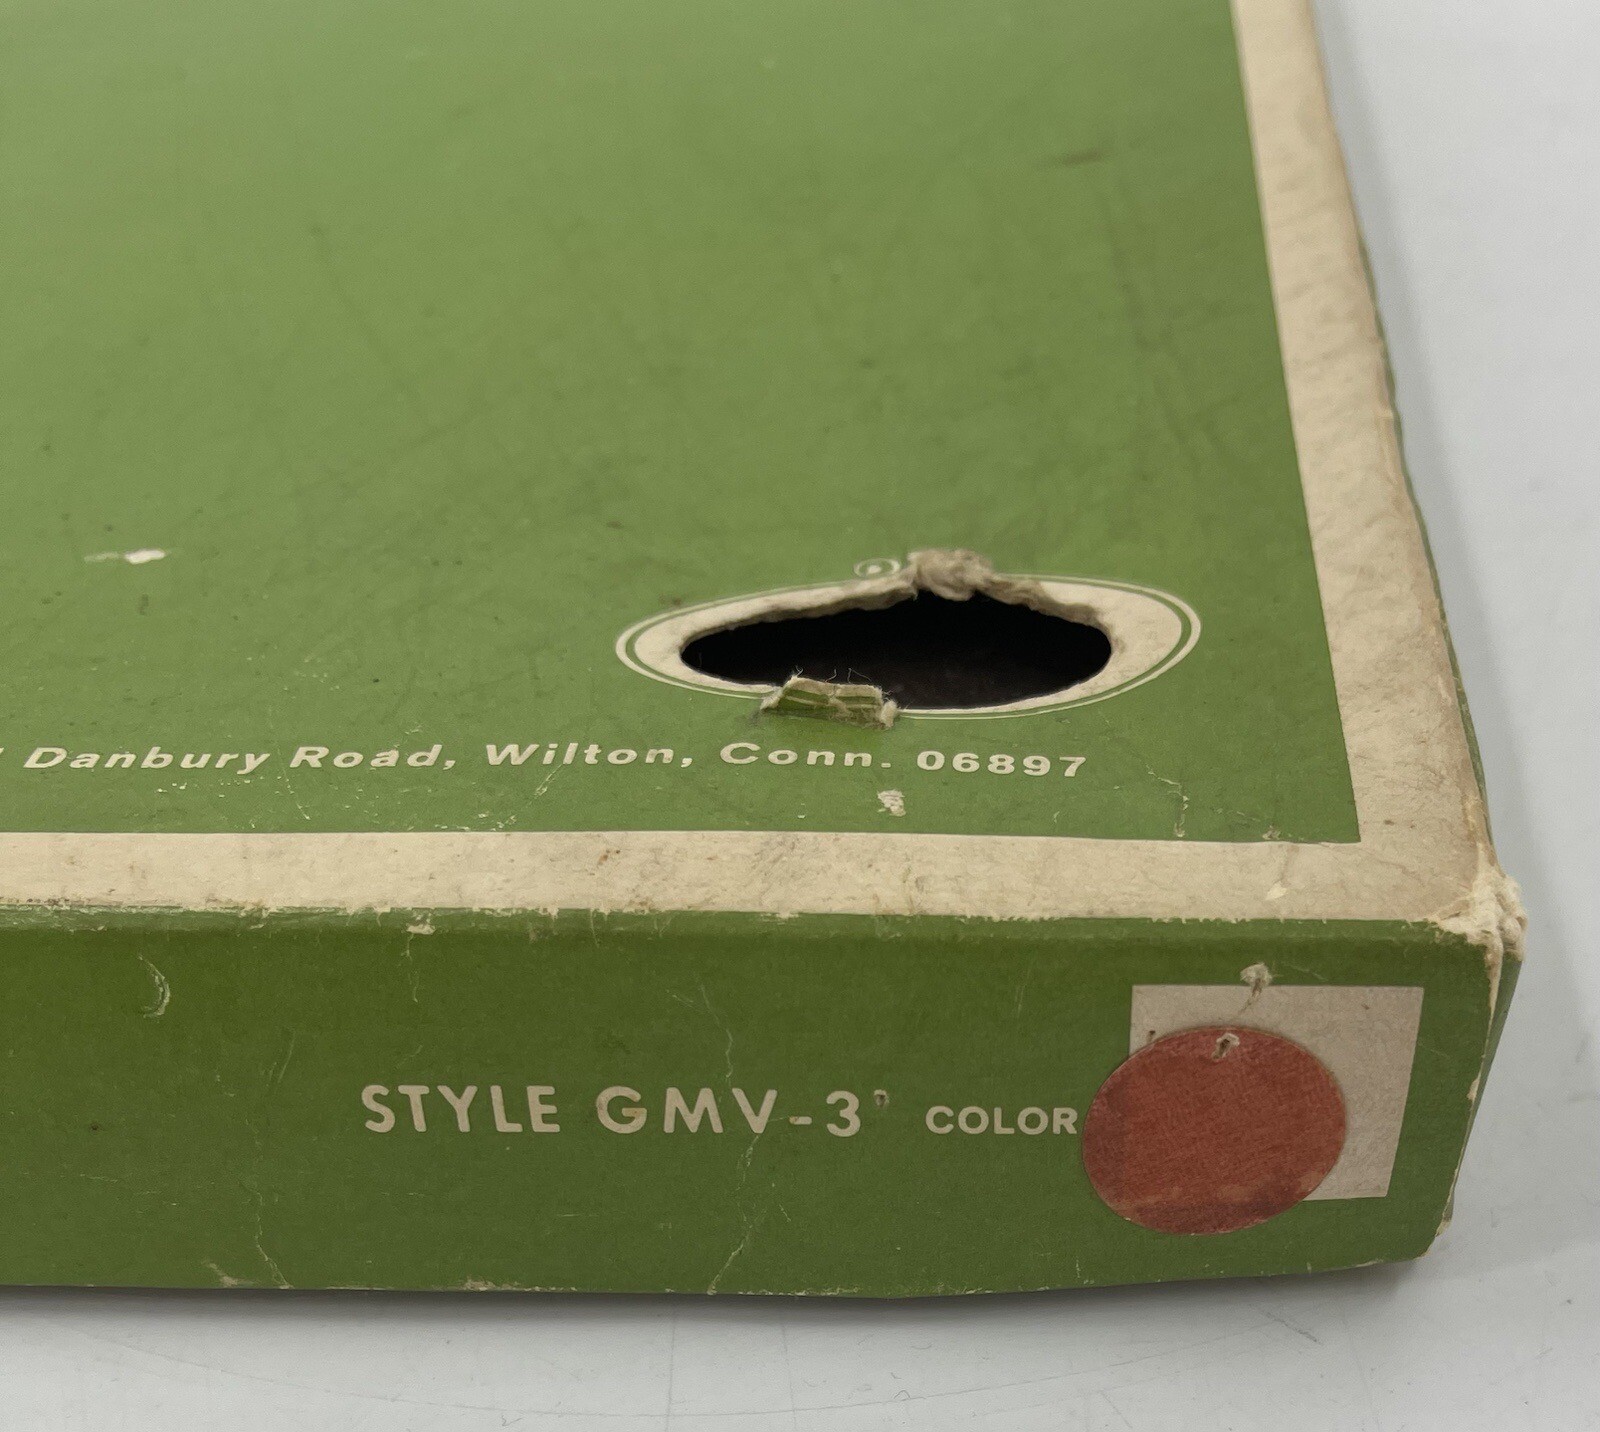 Danbury Road, Wilton, Conn. 06897
STYLE GMV-3 COLOR